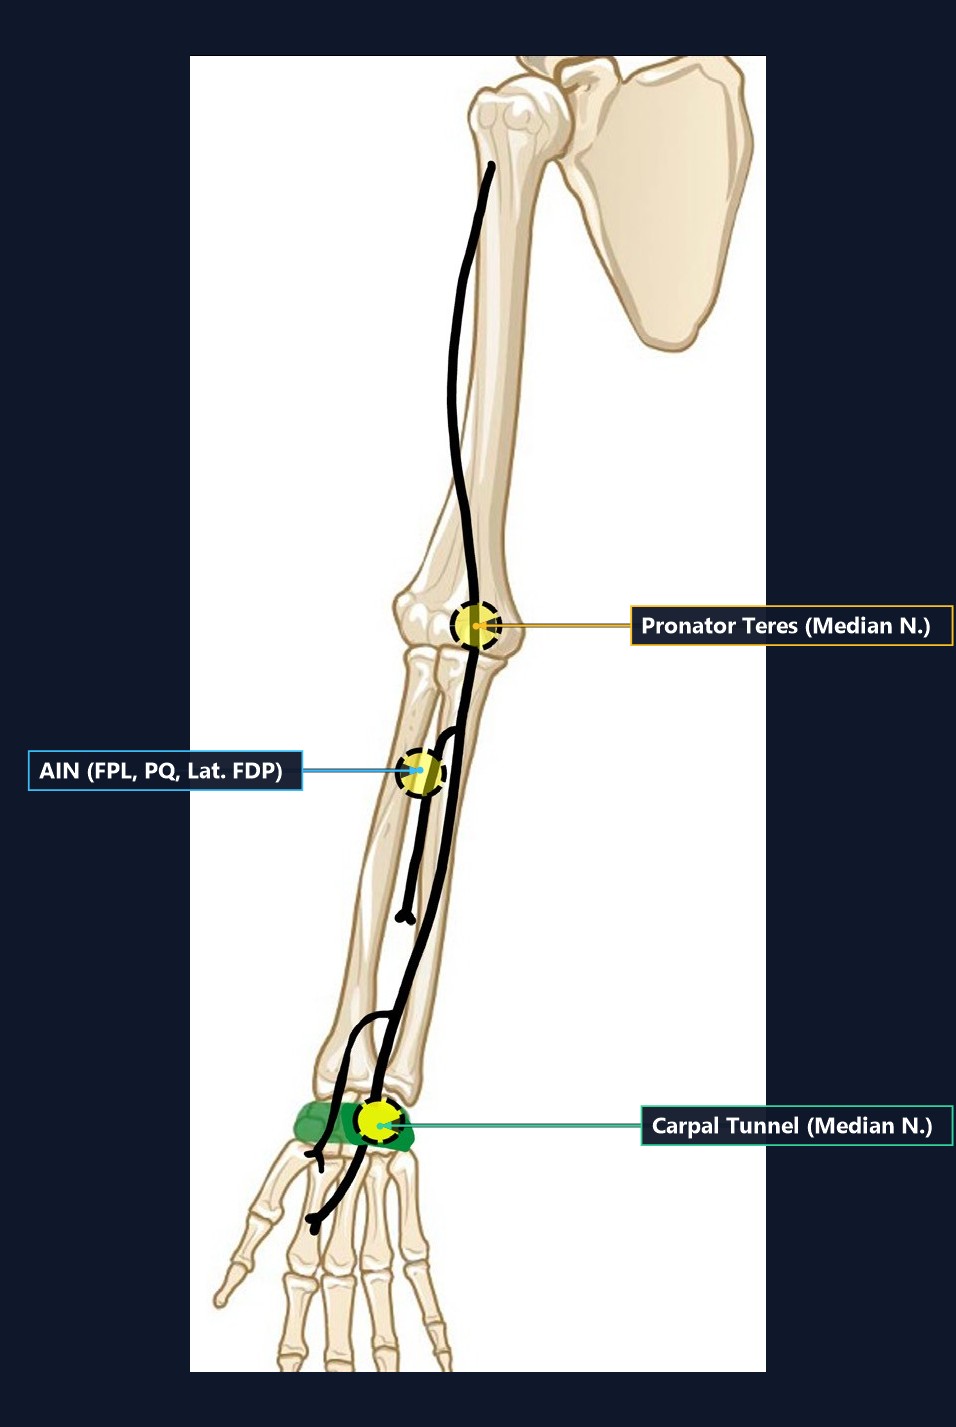 Pronator Teres (Median N.)
AIN (FPL, PQ, Lat. FDP)
Carpal Tunnel (Median N.)